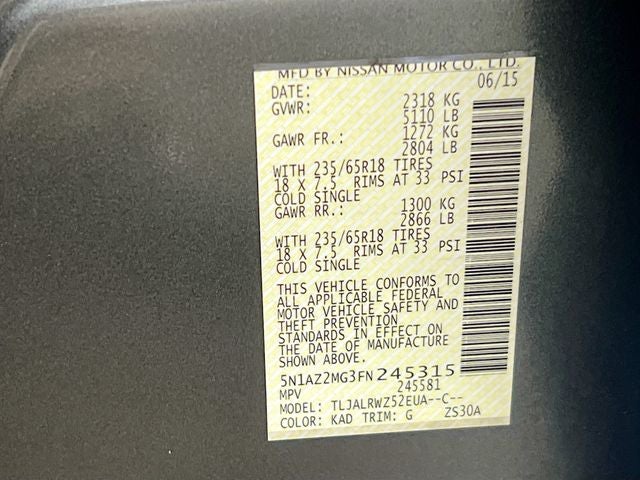 MFD BY NISSAN MOTOR CO., LTD.
DATE: 06/15
GVWR: 2318 KG
5110 LB
GAWR FR.: 1272 KG
2804 LB
WITH 235/65R18 TIRES
18 X 7.5 RIMS AT 33 PSI
COLD SINGLE
GAWR RR.: 1300 KG
2866 LB
WITH 235/65R18 TIRES
18 X 7.5 RIMS AT 33 PSI
COLD SINGLE
THIS VEHICLE CONFORMS TO
ALL APPLICABLE FEDERAL
MOTOR VEHICLE SAFETY AND
THEFT PREVENTION
STANDARDS IN EFFECT ON
THE DATE OF MANUFACTURE
SHOWN ABOVE.
5N1AZ2MG3FN245315
MPV 245581
MODEL: TLJALRWZ52EUA--C--
COLOR: KAD TRIM: G ZS30A